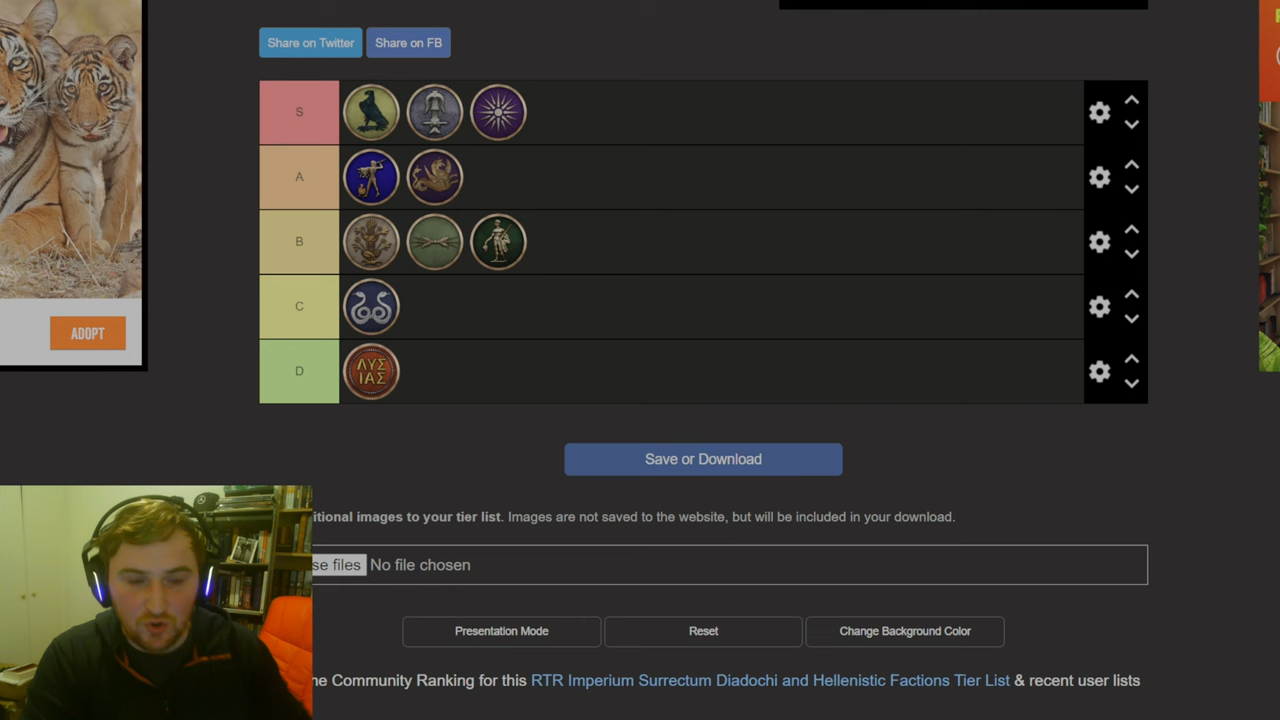 Share on Twitter Share on FB
S
A
B
C
D
ΛΥΣ
ΙΑΣ
ADOPT
Save or Download
itional images to your tier list. Images are not saved to the website, but will be included in your download.
se files No file chosen
Presentation Mode Reset Change Background Color
he Community Ranking for this RTR Imperium Surrectum Diadochi and Hellenistic Factions Tier List & recent user lists